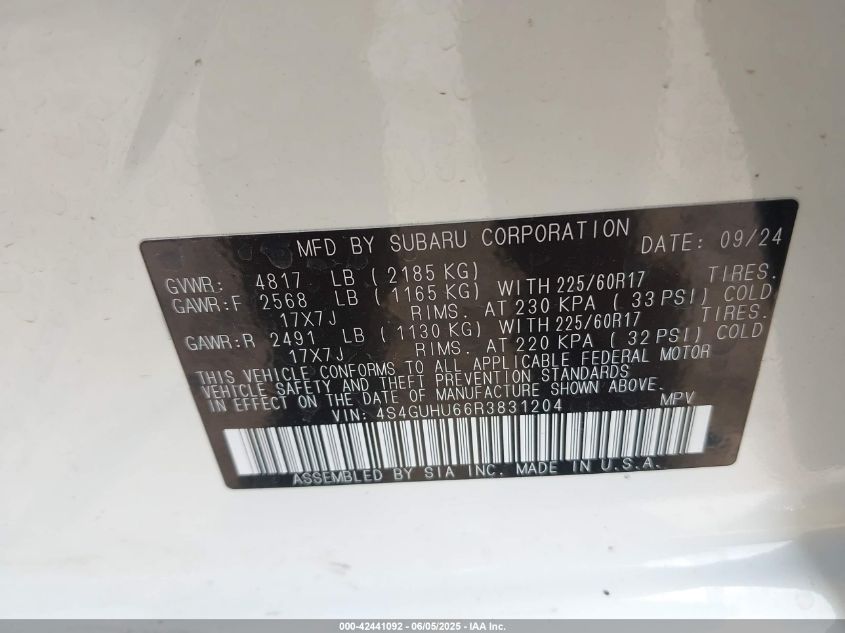 MFD BY SUBARU CORPORATION DATE: 09/24
GVWR: 4817 LB ( 2185 KG)
GAWR:F 2568 LB ( 1165 KG) WITH 225/60R17 TIRES.
17X7J RIMS. AT 230 KPA ( 33 PSI) COLD
GAWR:R 2491 LB ( 1130 KG) WITH 225/60R17 TIRES.
17X7J RIMS. AT 220 KPA ( 32 PSI) COLD
THIS VEHICLE CONFORMS TO ALL APPLICABLE FEDERAL MOTOR
VEHICLE SAFETY AND THEFT PREVENTION STANDARDS
IN EFFECT ON THE DATE OF MANUFACTURE SHOWN ABOVE.
VIN: 4S4GUHU66R3831204 MPV
ASSEMBLED BY SIA INC. MADE IN U.S.A.
000-42441092 - 06/05/2025 - IAA Inc.